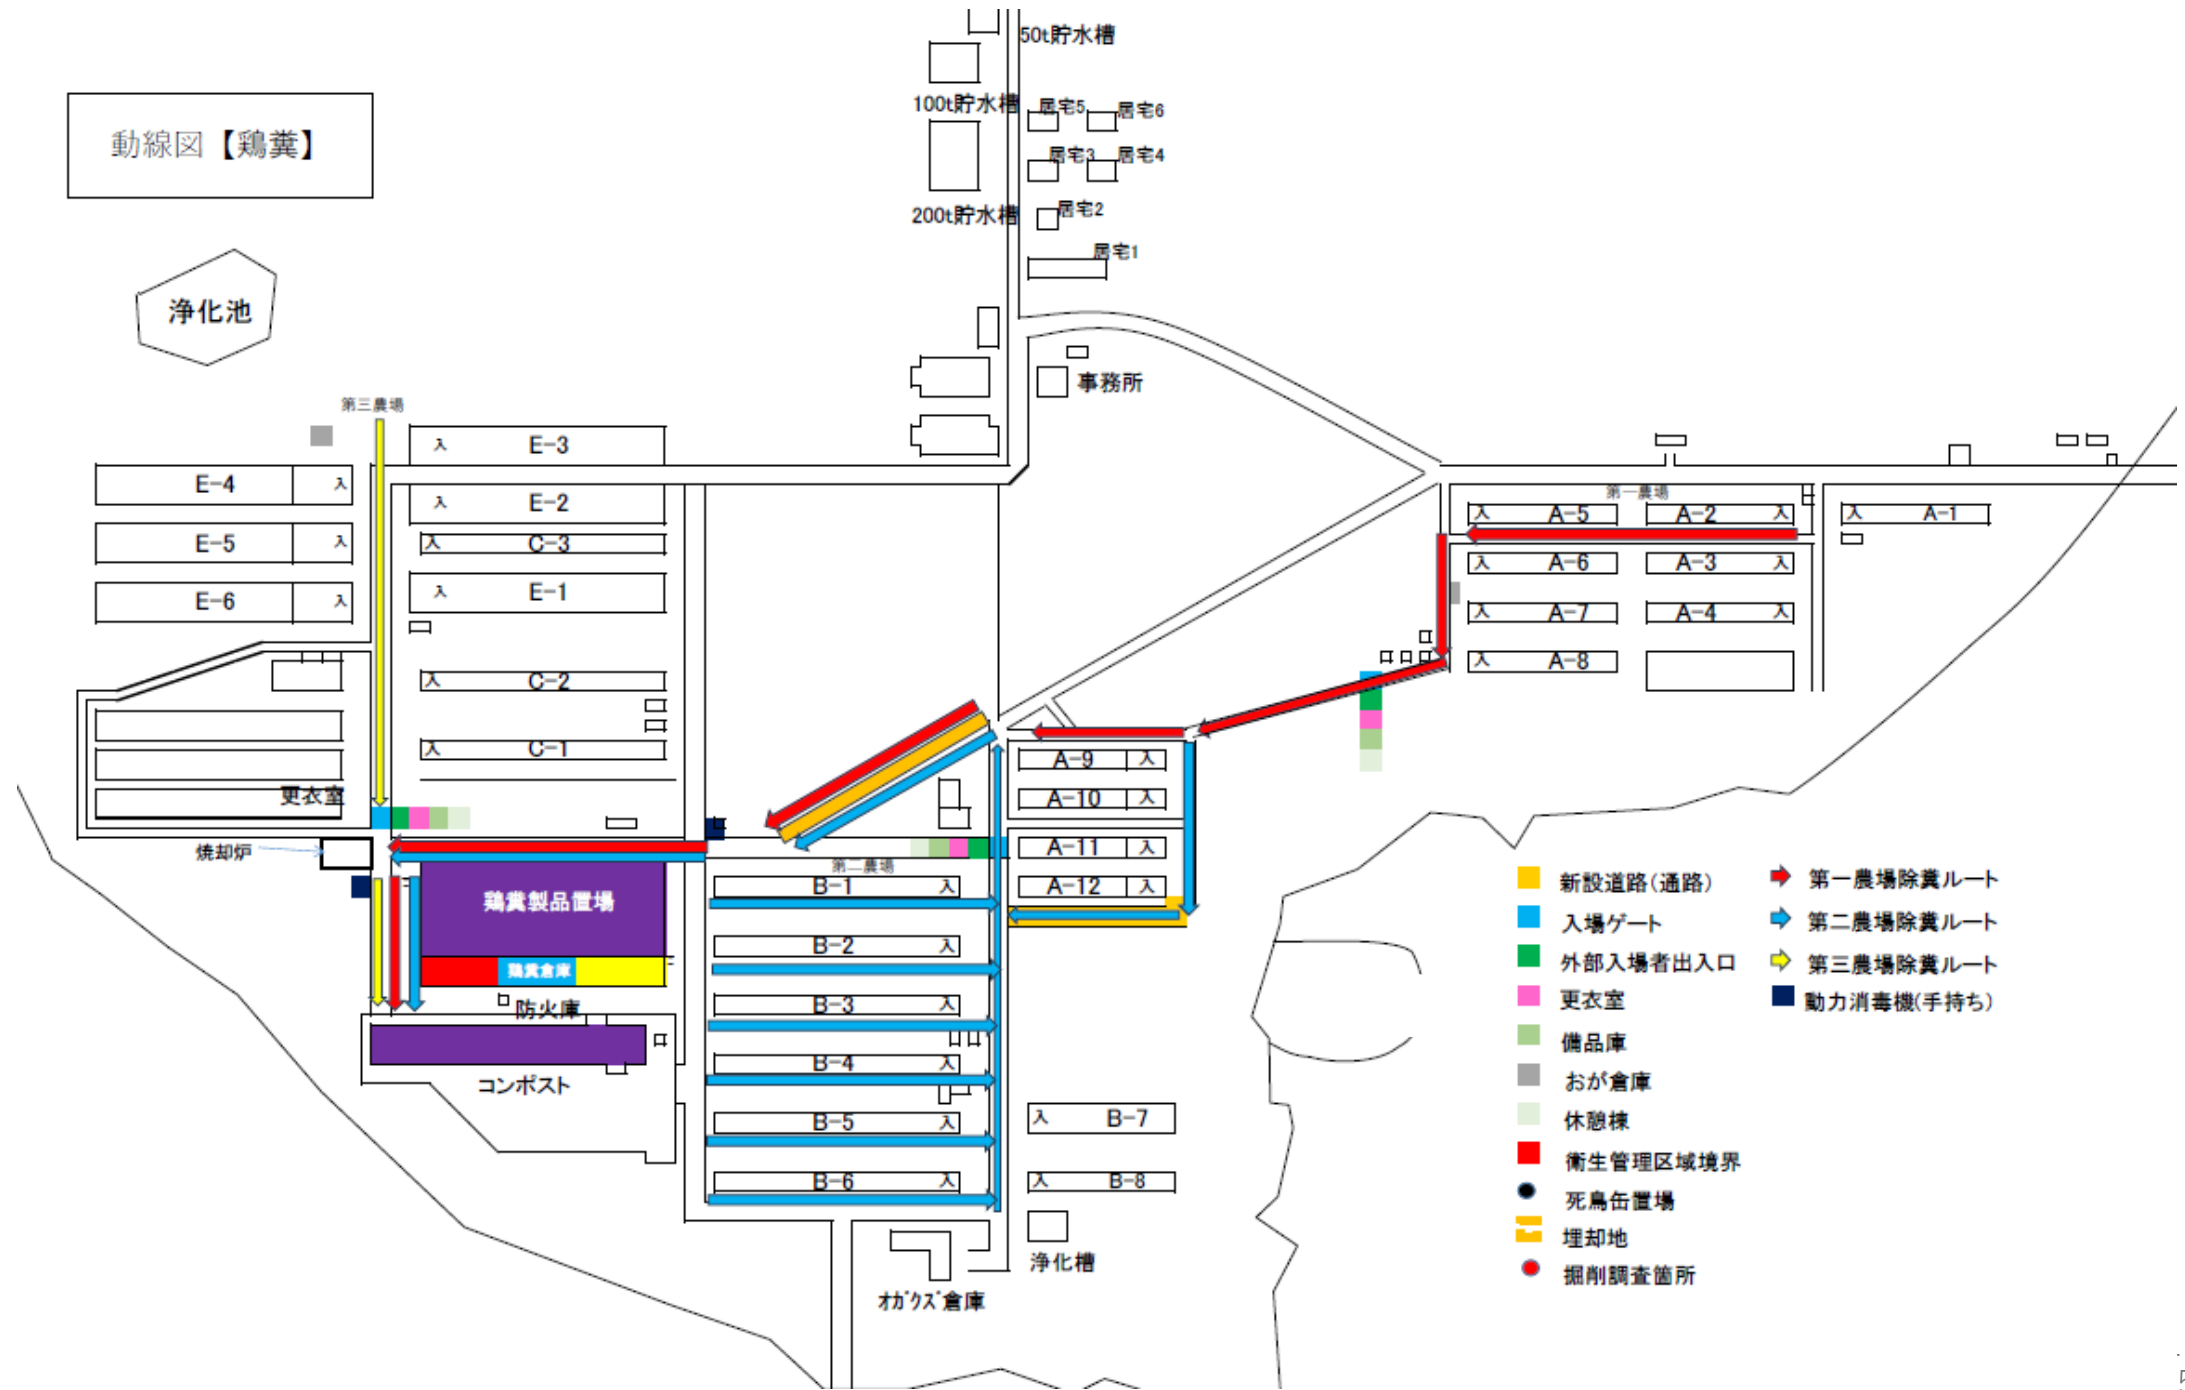 50t貯水槽
動線図【鶏糞】
100t貯水槽
居宅5
居宅6
居宅3
居宅4
200t貯水槽
居宅2
居宅1
浄化池
事務所
第三農場
入 E-3
E-4 入
入 E-2
第一農場
入 A-5
A-2 入
入 A-1
E-5 入
入 C-3
入 A-6
A-3 入
E-6 入
入 E-1
入 A-7
A-4 入
入 C-2
入 A-8
入 C-1
A-9 入
更衣室
A-10 入
焼却炉
A-11 入
第二農場
B-1 入
A-12 入
鶏糞製品置場
B-2 入
鶏糞倉庫
防火庫
B-3 入
コンポスト
B-4 入
B-5 入
入 B-7
B-6 入
入 B-8
浄化槽
オガクズ倉庫
新設道路(通路)
入場ゲート
外部入場者出入口
更衣室
備品庫
おが倉庫
休憩棟
衛生管理区域境界
死鳥缶置場
埋却地
掘削調査箇所
第一農場除糞ルート
第二農場除糞ルート
第三農場除糞ルート
動力消毒機(手持ち)